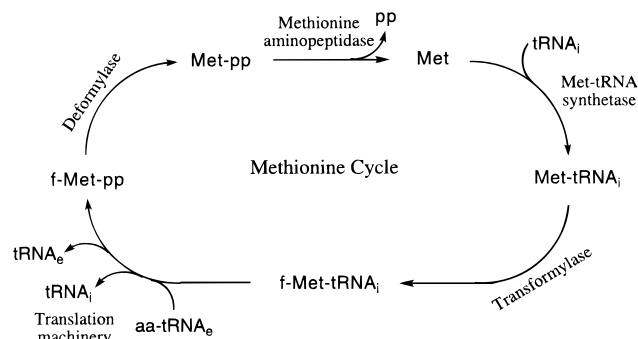 Methionine
aminopeptidase
pp
Met-pp
Met
tRNAi
Met-tRNA
synthetase
Deformylase
Methionine Cycle
f-Met-pp
Met-tRNAi
Transformylase
tRNAe
tRNAi
f-Met-tRNAi
Translation
machinery
aa-tRNAe